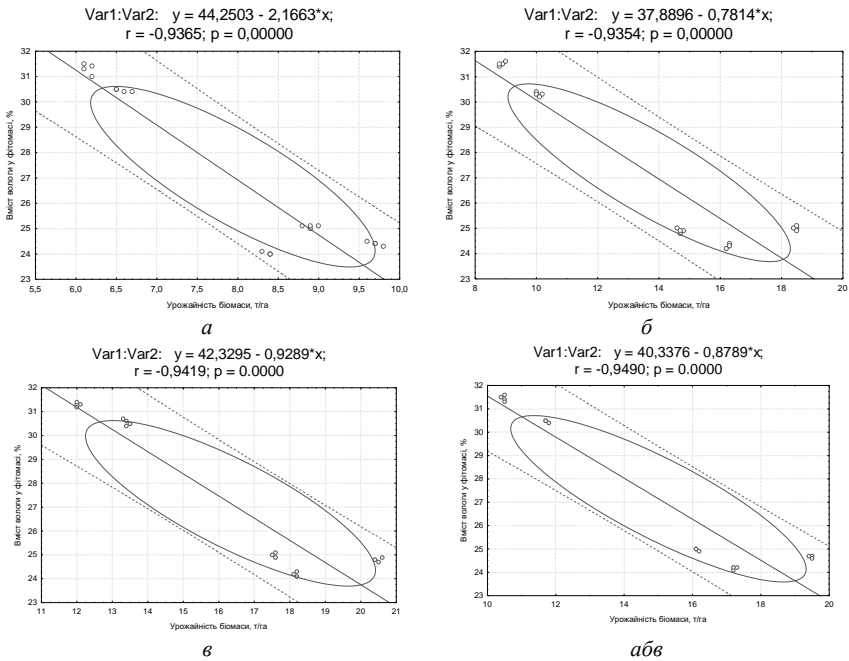 Var1:Var2: y = 44,2503 - 2,1663*x;
r = -0,9365; p = 0,00000
Вміст вологи у фітомасі, %
32
31
30
29
28
27
26
25
24
23
5,5 6,0 6,5 7,0 7,5 8,0 8,5 9,0 9,5 10,0
Урожайність біомаси, т/га
а
Var1:Var2: y = 37,8896 - 0,7814*x;
r = -0,9354; p = 0,00000
Вміст вологи у фітомасі, %
32
31
30
29
28
27
26
25
24
23
8 10 12 14 16 18 20
Урожайність біомаси, т/га
б
Var1:Var2: y = 42,3295 - 0,9289*x;
r = -0,9419; p = 0.0000
Вміст вологи у фітомасі, %
32
31
30
29
28
27
26
25
24
23
11 12 13 14 15 16 17 18 19 20 21
Урожайність біомаси, т/га
в
Var1:Var2: y = 40,3376 - 0,8789*x;
r = -0,9490; p = 0.0000
Вміст вологи у фітомасі, %
32
31
30
29
28
27
26
25
24
23
10 12 14 16 18 20
Урожайність біомаси, т/га
абв